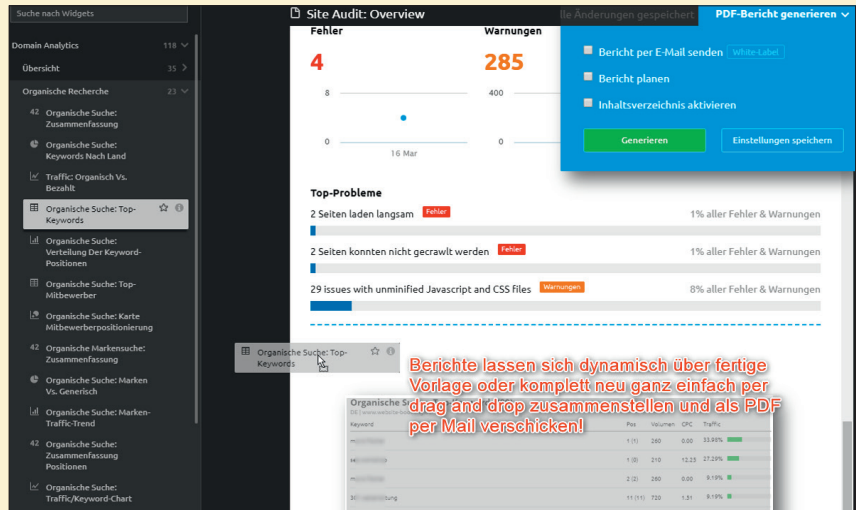 Suche nach Widgets
Domain Analytics 118
Übersicht 35
Organische Recherche 23
42 Organische Suche:
Zusammenfassung
Organische Suche:
Keywords Nach Land
Traffic: Organisch Vs.
Bezahlt
Organische Suche: Top-
Keywords
Organische Suche:
Verteilung Der Keyword-
Positionen
Organische Suche: Top-
Mitbewerber
Organische Suche: Karte
Mitbewerberpositionierung
42 Organische Markensuche:
Zusammenfassung
Organische Suche: Marken
Vs. Generisch
Organische Suche: Marken-
Traffic-Trend
42 Organische Suche:
Zusammenfassung
Positionen
Organische Suche:
Traffic/Keyword-Chart
Site Audit: Overview
lle Änderungen gespeichert
PDF-Bericht generieren
Bericht per E-Mail senden White-Label
Bericht planen
Inhaltsverzeichnis aktivieren
Generieren Einstellungen speichern
Fehler Warnungen
4 285
8 400
0 0
16 Mar
Top-Probleme
2 Seiten laden langsam Fehler 1% aller Fehler & Warnungen
2 Seiten konnten nicht gecrawlt werden Fehler 1% aller Fehler & Warnungen
29 issues with unminified Javascript and CSS files Warnungen 8% aller Fehler & Warnungen
Organische Suche: Top-
Keywords
Berichte lassen sich dynamisch über fertige
Vorlage oder komplett neu ganz einfach per
drag and drop zusammenstellen und als PDF
per Mail verschicken!
Organische
Keyword Pos Volumen CPC Traffic
1 (1) 260 0.00 33.93%
1 (0) 210 12.23 27.29%
2 (2) 260 0.00 8.19%
11 (11) 720 1.51 8.19%